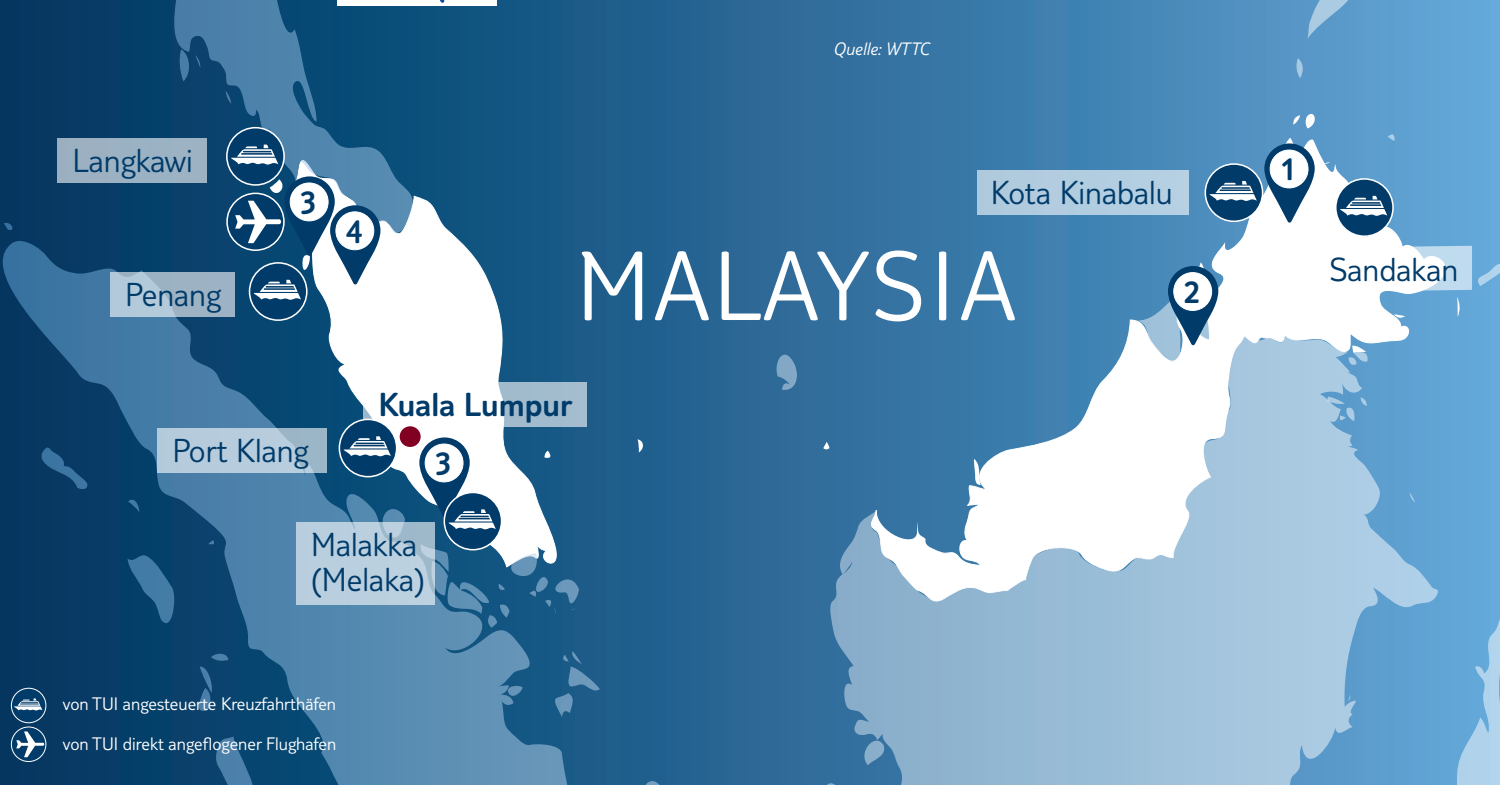 Quelle: WTTC
Langkawi
3
4
Penang
MALAYSIA
Kota Kinabalu
1
Sandakan
2
Kuala Lumpur
Port Klang
3
Malakka
(Melaka)
von TUI angesteuerte Kreuzfahrthäfen
von TUI direkt angeflogener Flughafen